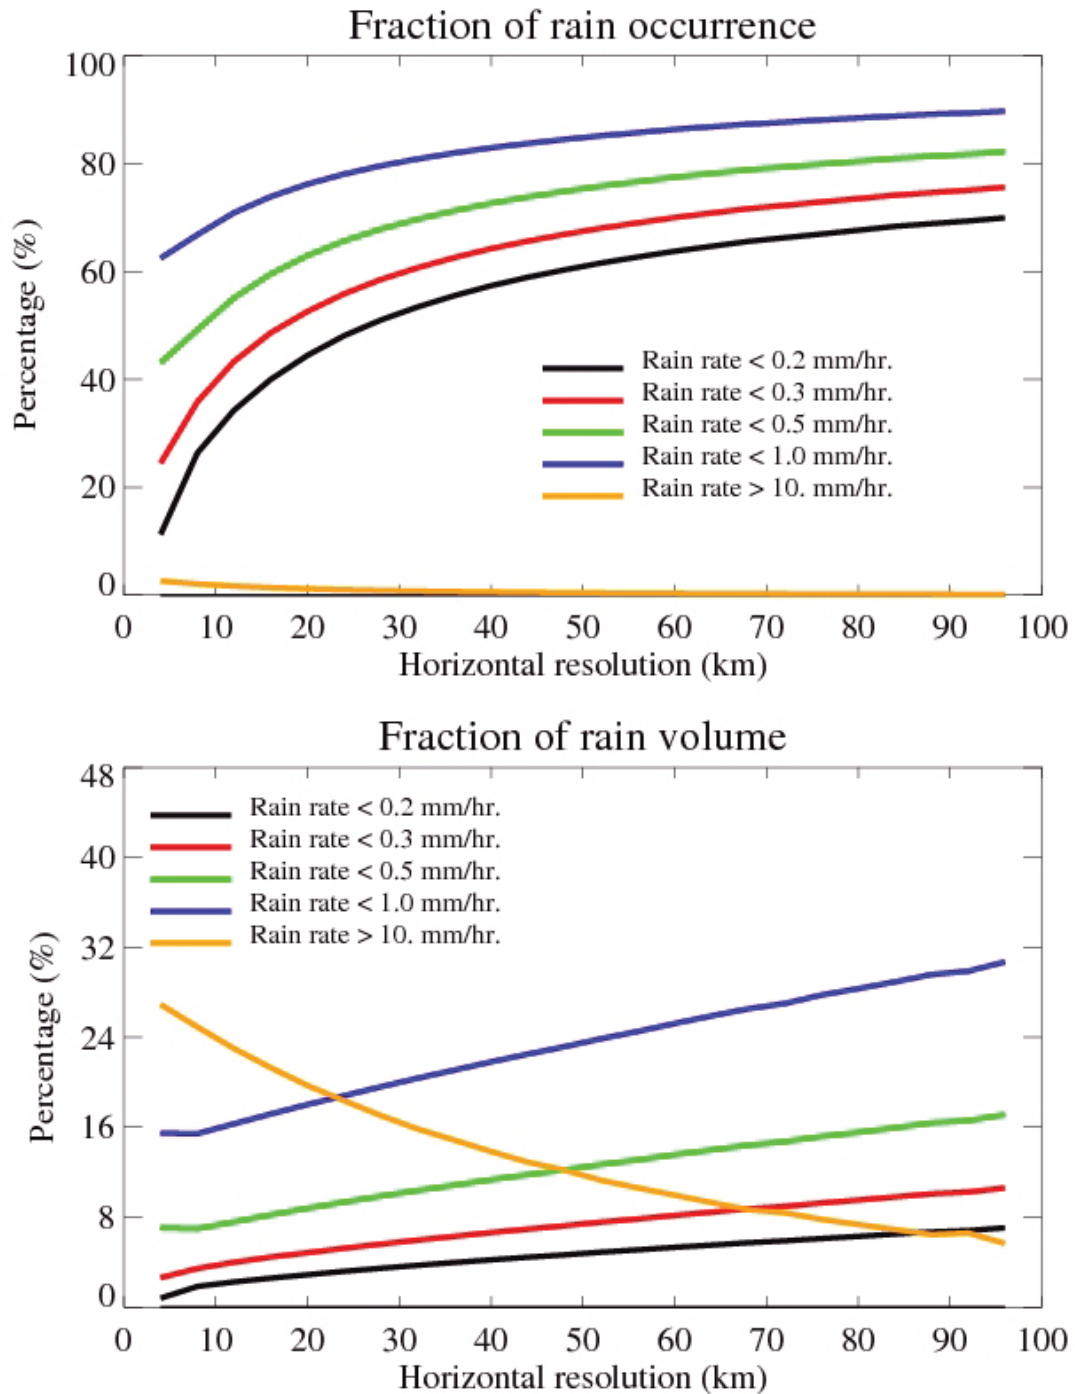 Fraction of rain occurrence
100
80
60
40
20
0
Percentage (%)
Rain rate < 0.2 mm/hr.
Rain rate < 0.3 mm/hr.
Rain rate < 0.5 mm/hr.
Rain rate < 1.0 mm/hr.
Rain rate > 10. mm/hr.
0 10 20 30 40 50 60 70 80 90 100
Horizontal resolution (km)
Fraction of rain volume
48
40
32
24
16
8
0
Percentage (%)
Rain rate < 0.2 mm/hr.
Rain rate < 0.3 mm/hr.
Rain rate < 0.5 mm/hr.
Rain rate < 1.0 mm/hr.
Rain rate > 10. mm/hr.
0 10 20 30 40 50 60 70 80 90 100
Horizontal resolution (km)